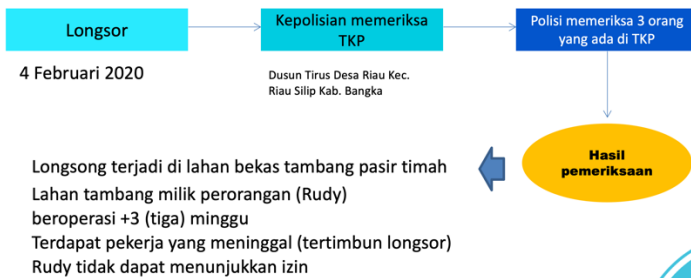 Longsor
Kepolisian memeriksa
TKP
Polisi memeriksa 3 orang
yang ada di TKP
4 Februari 2020
Dusun Tirus Desa Riau Kec.
Riau Silip Kab. Bangka
Hasil
pemeriksaan
Longsong terjadi di lahan bekas tambang pasir timah
Lahan tambang milik perorangan (Rudy)
beroperasi +3 (tiga) minggu
Terdapat pekerja yang meninggal (tertimbun longsor)
Rudy tidak dapat menunjukkan izin